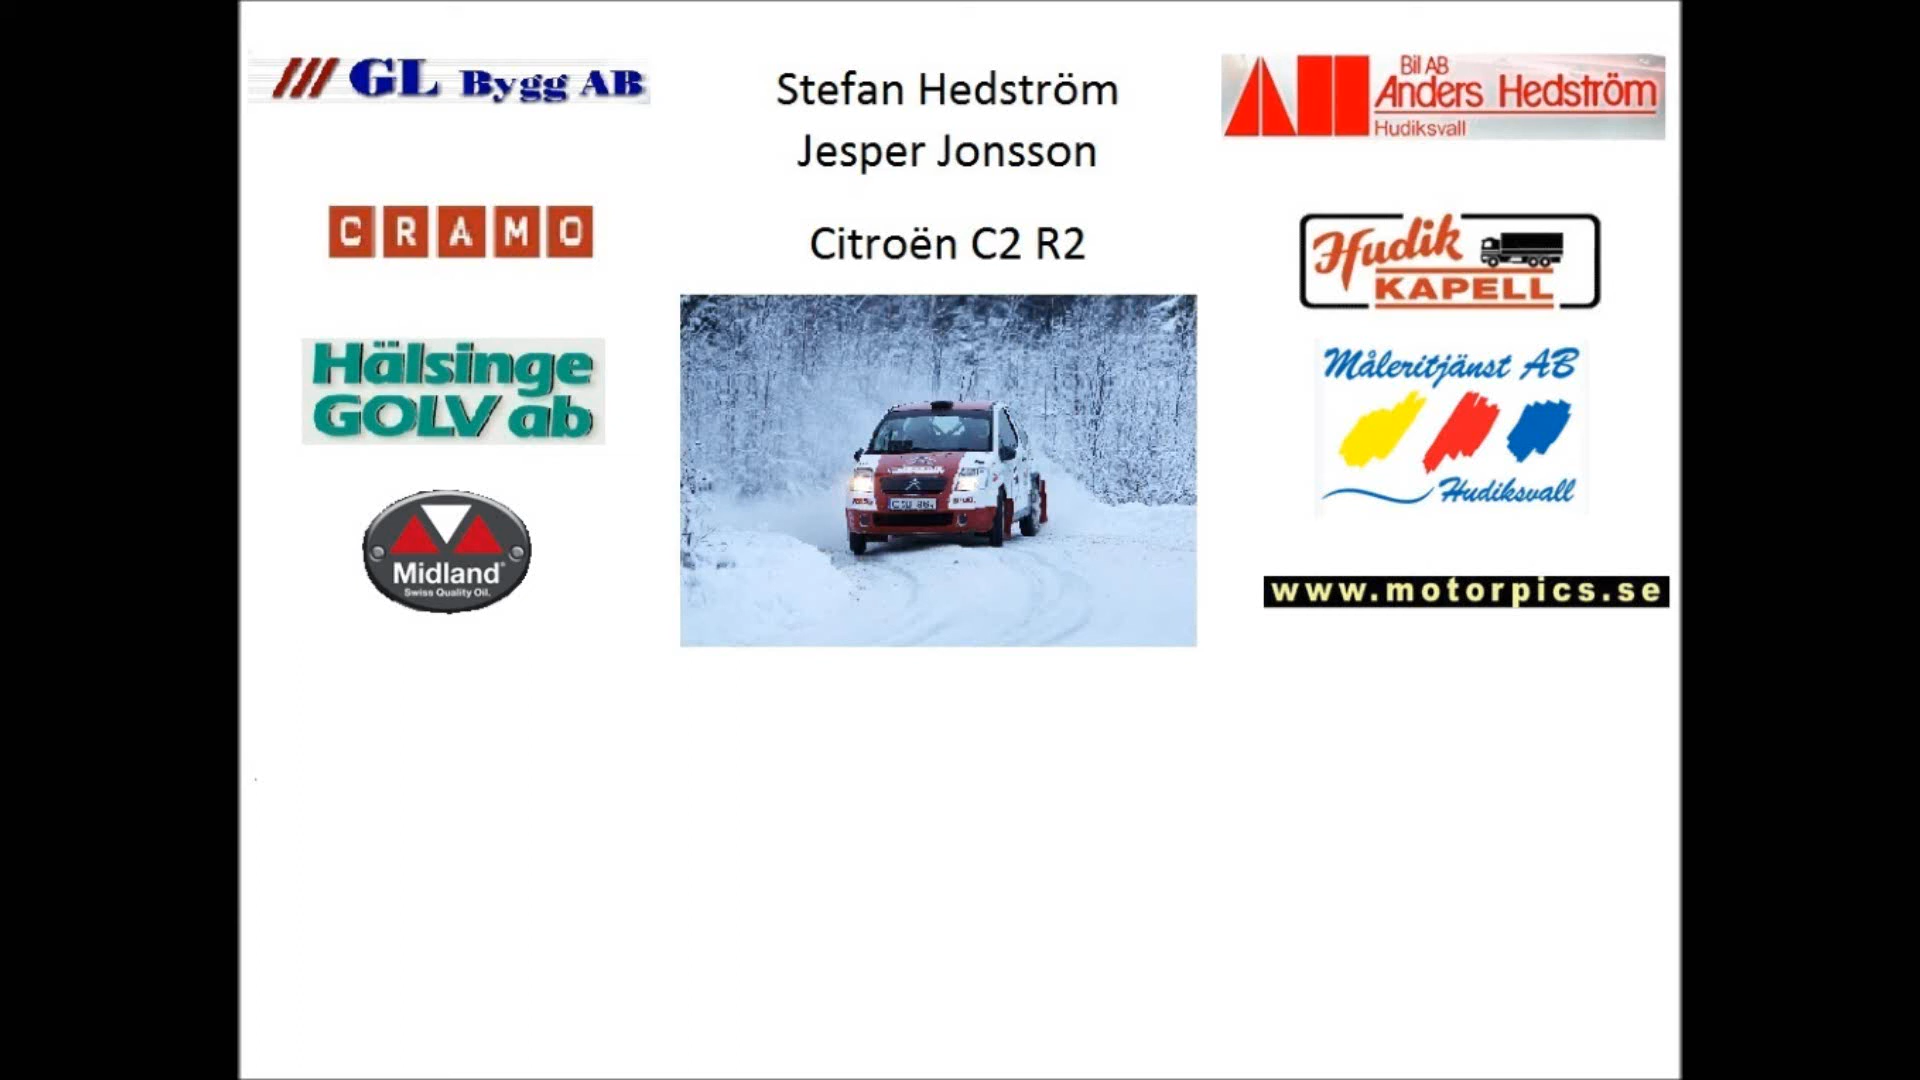 GL Bygg AB
Stefan Hedström
Jesper Jonsson
Bil AB
Anders Hedström
Hudiksvall
CRAMO
Citroën C2 R2
Hudik
KAPELL
Hälsinge
GOLV ab
Måleritjänst AB
Hudiksvall
Midland
Swiss Quality Oil.
www.motorpics.se